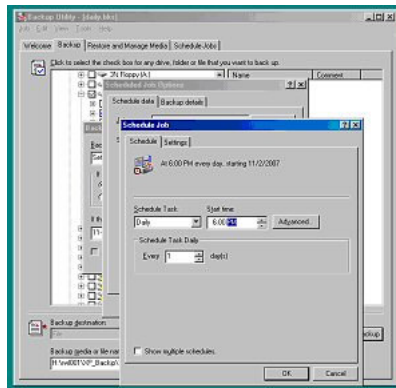 Backup Utility - [daily.bks]
Job Edit View Tools Help
Welcome Backup Restore and Manage Media Schedule Jobs
Click to select the check box for any drive, folder or file that you want to back up.
3½ Floppy (A:)
Name Comment
Scheduled Job Options
Schedule data Backup details
Schedule Job
Schedule Settings
At 6:00 PM every day, starting 11/2/2007
Schedule Task: Start time:
Daily 6:00 PM Advanced...
Schedule Task Daily
Every 1 day(s)
Show multiple schedules.
OK Cancel
Backup destination
File
Backup media or file nam